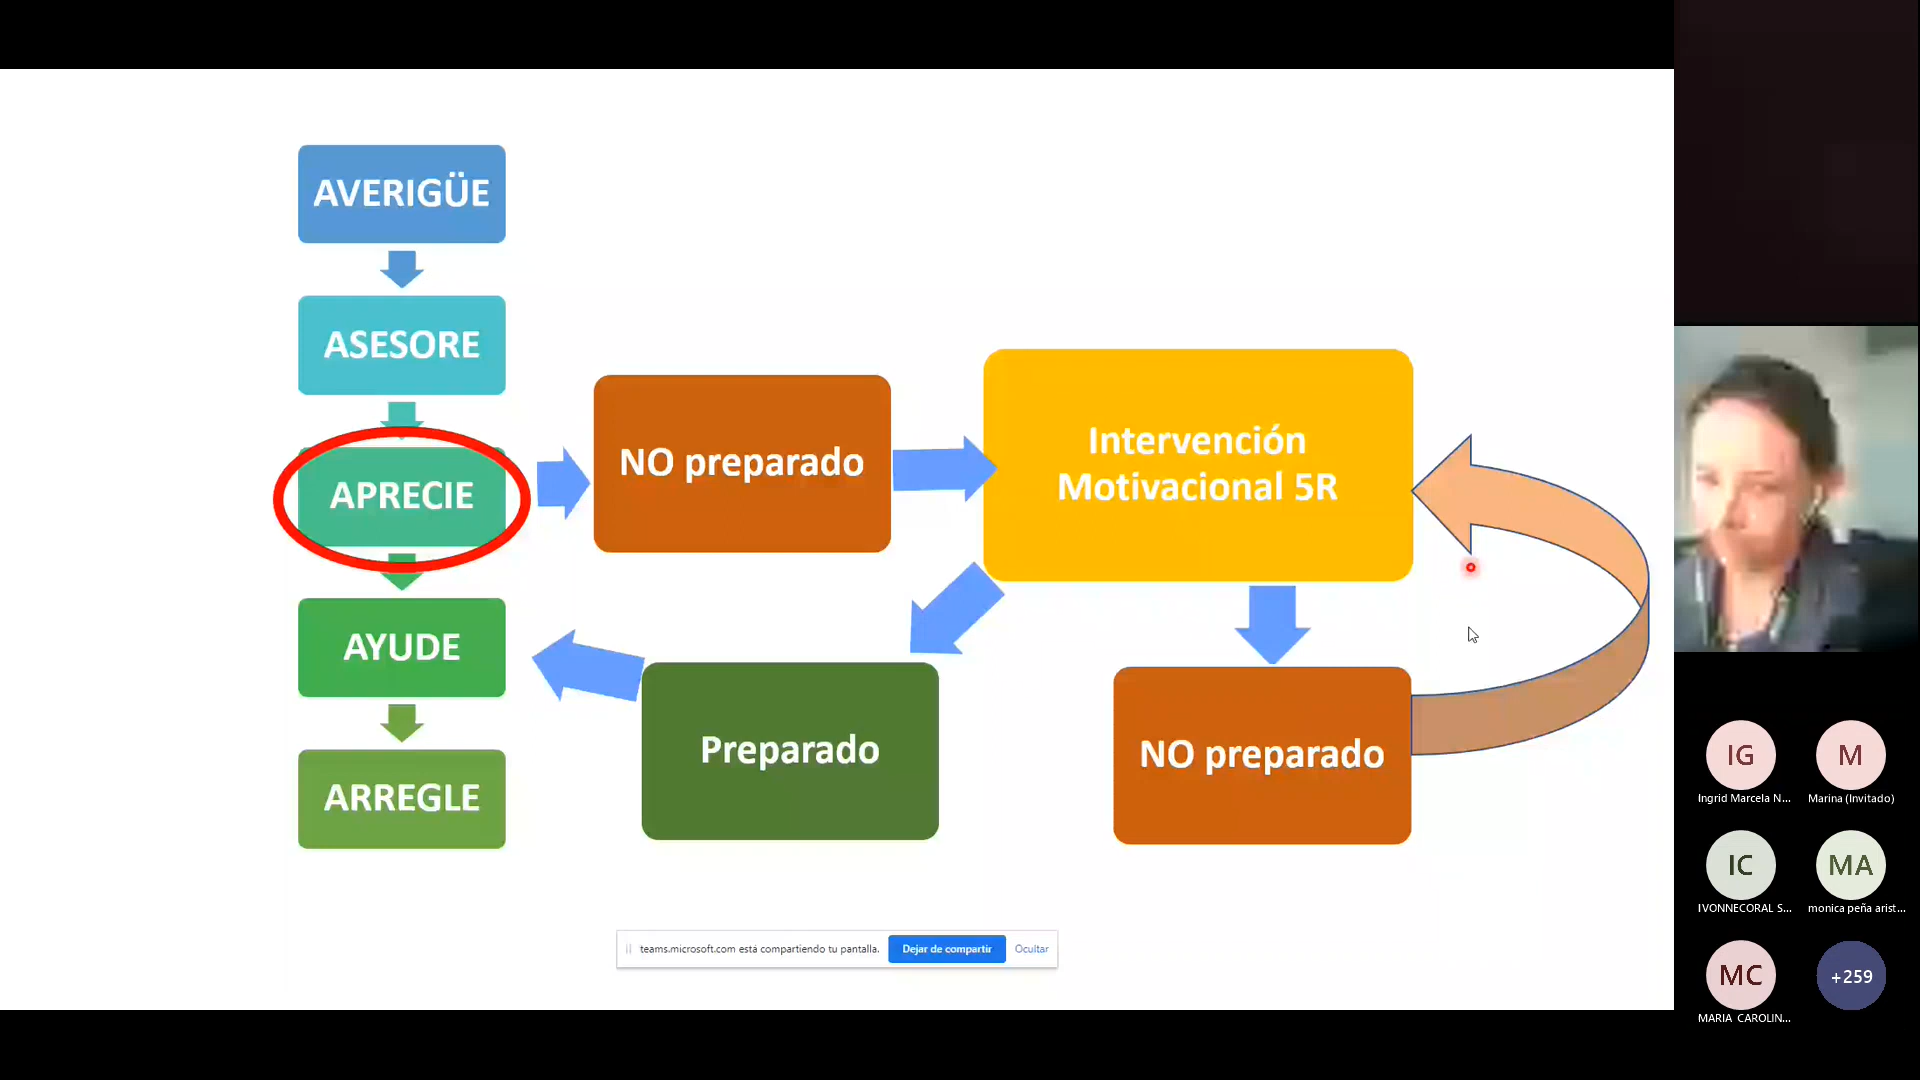 AVERIGÜE
ASESORE
APRECIE
AYUDE
ARREGLE
NO preparado
Intervención
Motivacional 5R
Preparado
NO preparado
teams.microsoft.com está compartiendo tu pantalla.
Dejar de compartir
Ocultar
IG
Ingrid Marcela N...
M
Marina (Invitado)
IC
IVONNECORAL S...
MA
monica peña arist...
MC
MARIA CAROLIN...
+259